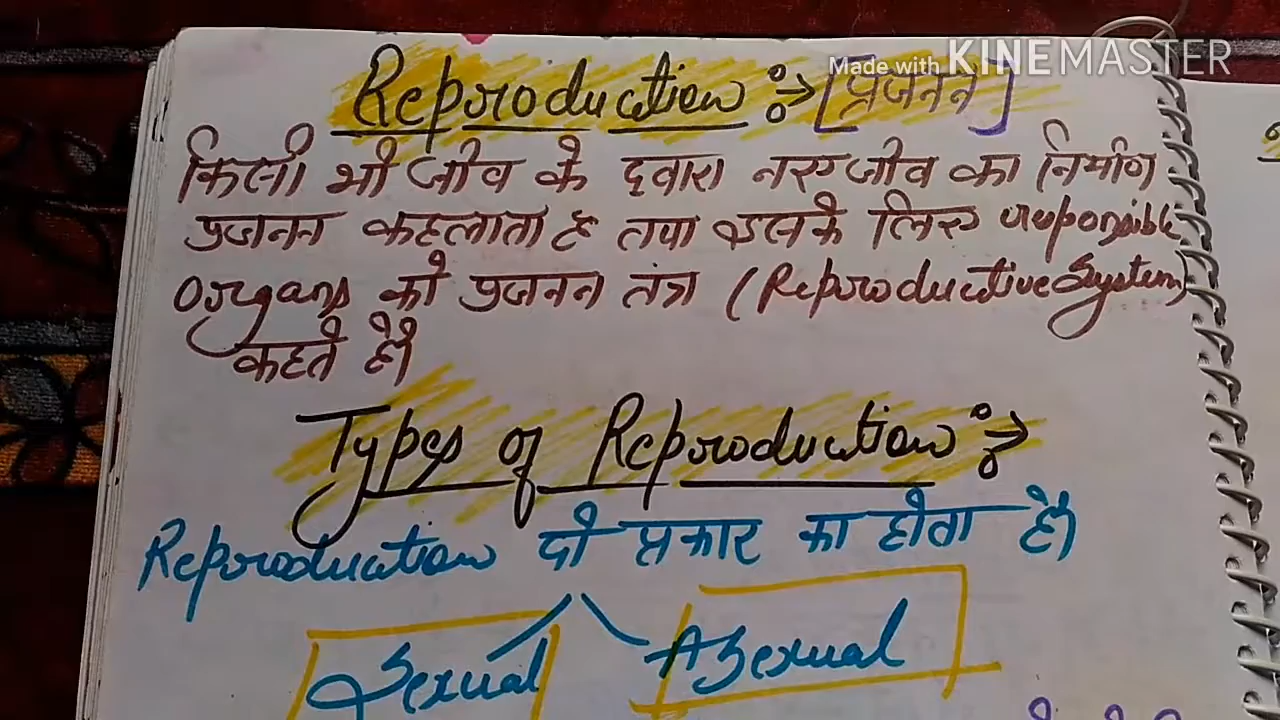 Made with KINEMASTER
Reproduction :→ [प्रजनन]
किसी भी जीव के द्वारा नए जीव का निर्माण
प्रजनन कहलाता है तथा इसके लिए responsible
organs को प्रजनन तंत्र (Reproductive System)
कहते है।
Types of Reproduction :→
Reproduction दो प्रकार का होता है।
Sexual Asexual